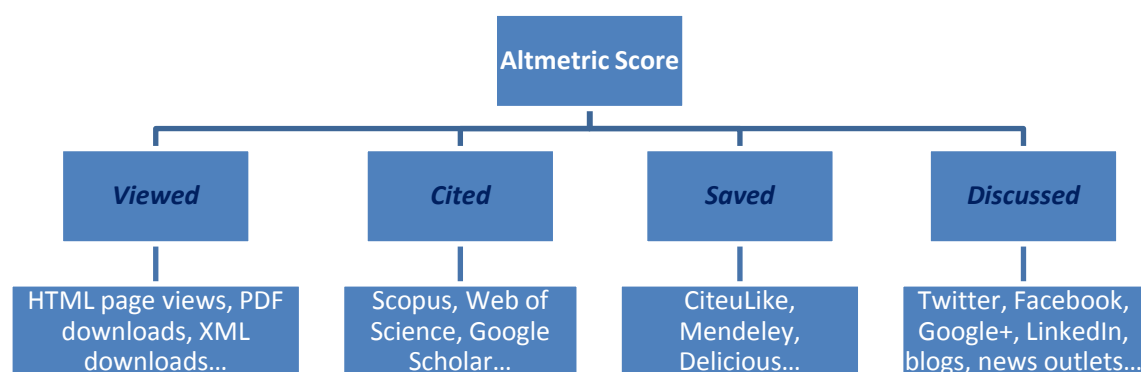 Altmetric Score
Viewed
Cited
Saved
Discussed
HTML page views, PDF
downloads, XML
downloads…
Scopus, Web of
Science, Google
Scholar…
CiteuLike,
Mendeley,
Delicious…
Twitter, Facebook,
Google+, LinkedIn,
blogs, news outlets…